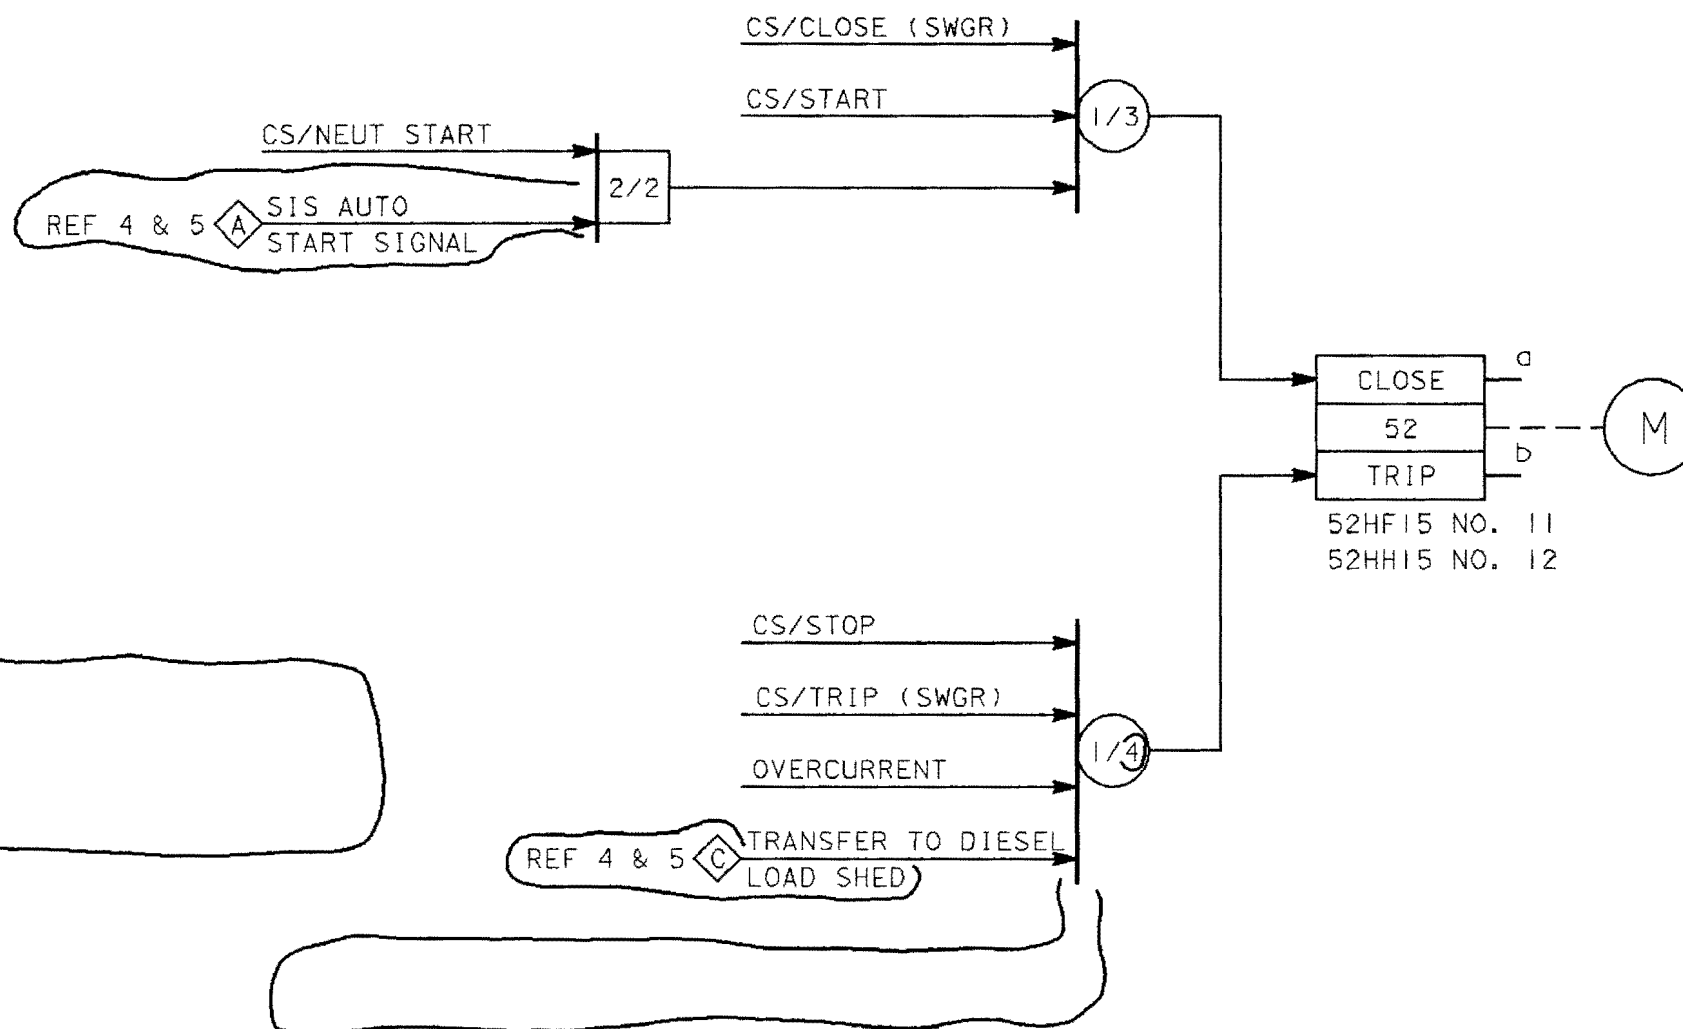 CS/CLOSE (SWGR)
CS/START
1/3
CS/NEUT START
2/2
REF 4 & 5 A SIS AUTO
START SIGNAL
a
CLOSE
52
M
b
TRIP
52HF15 NO. 11
52HH15 NO. 12
CS/STOP
CS/TRIP (SWGR)
1/4
OVERCURRENT
REF 4 & 5 C TRANSFER TO DIESEL
LOAD SHED